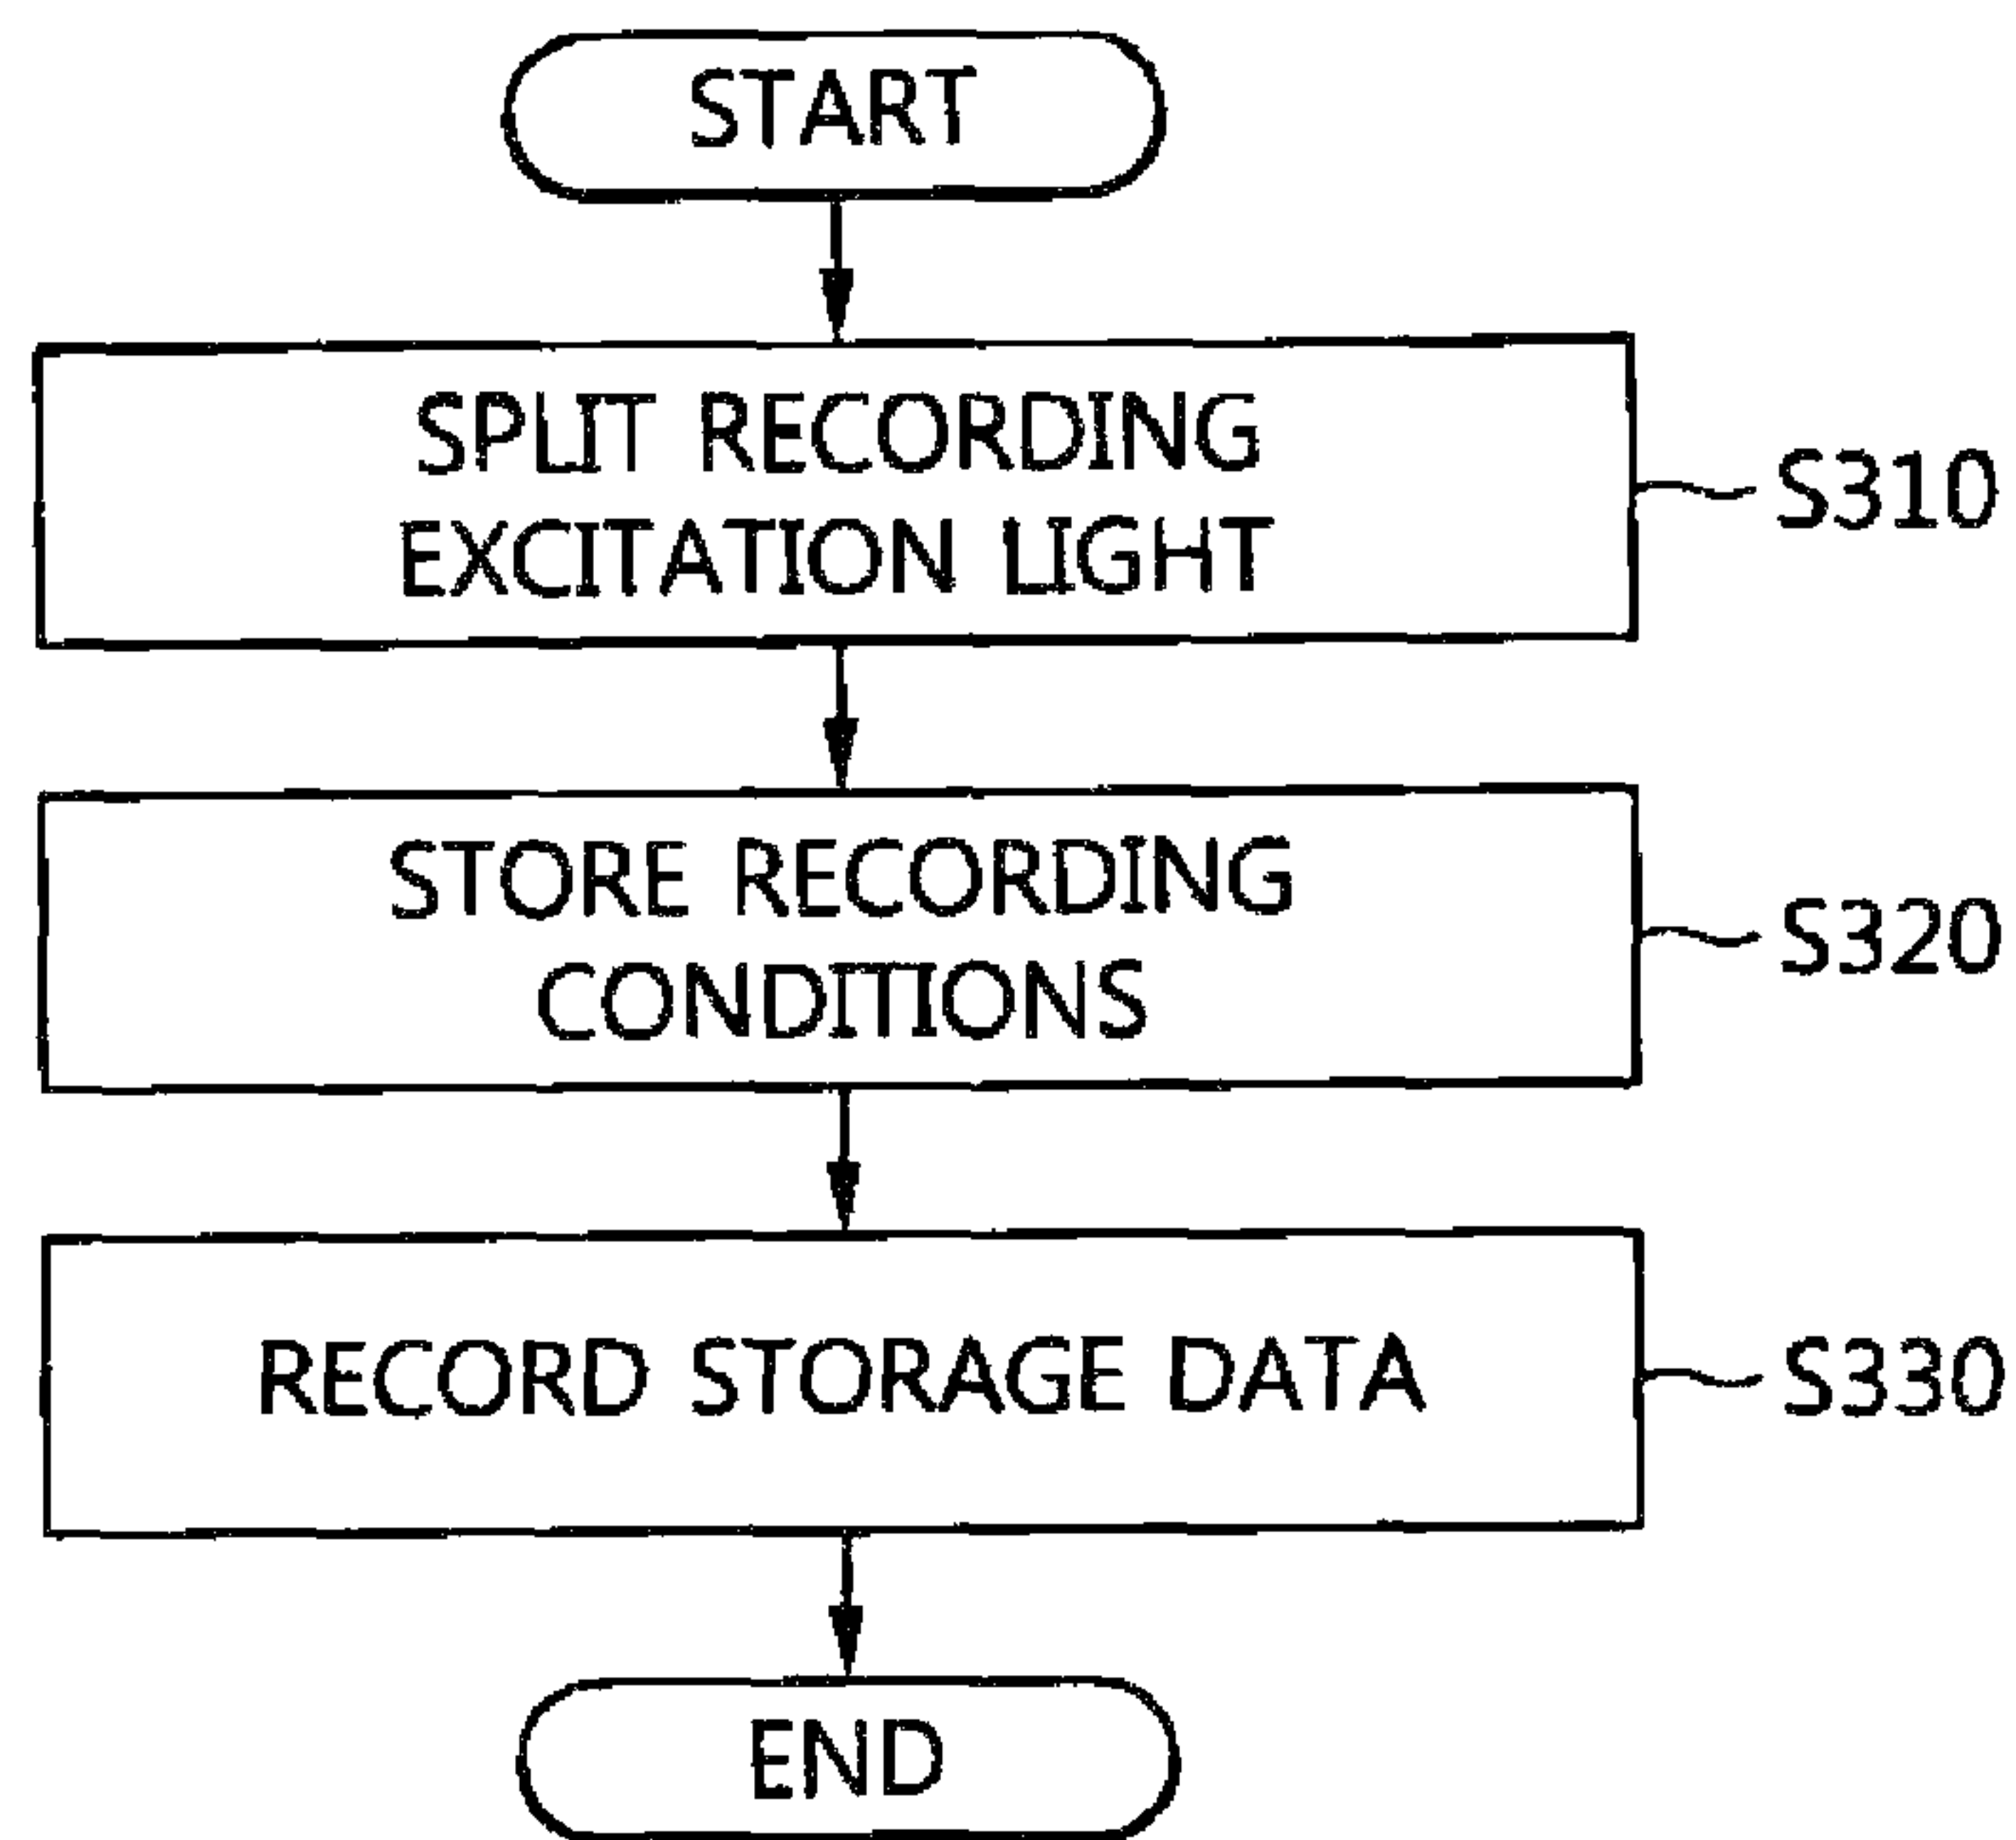 START
SPLIT RECORDING
EXCITATION LIGHT
S310
STORE RECORDING
CONDITIONS
S320
RECORD STORAGE DATA
S330
END